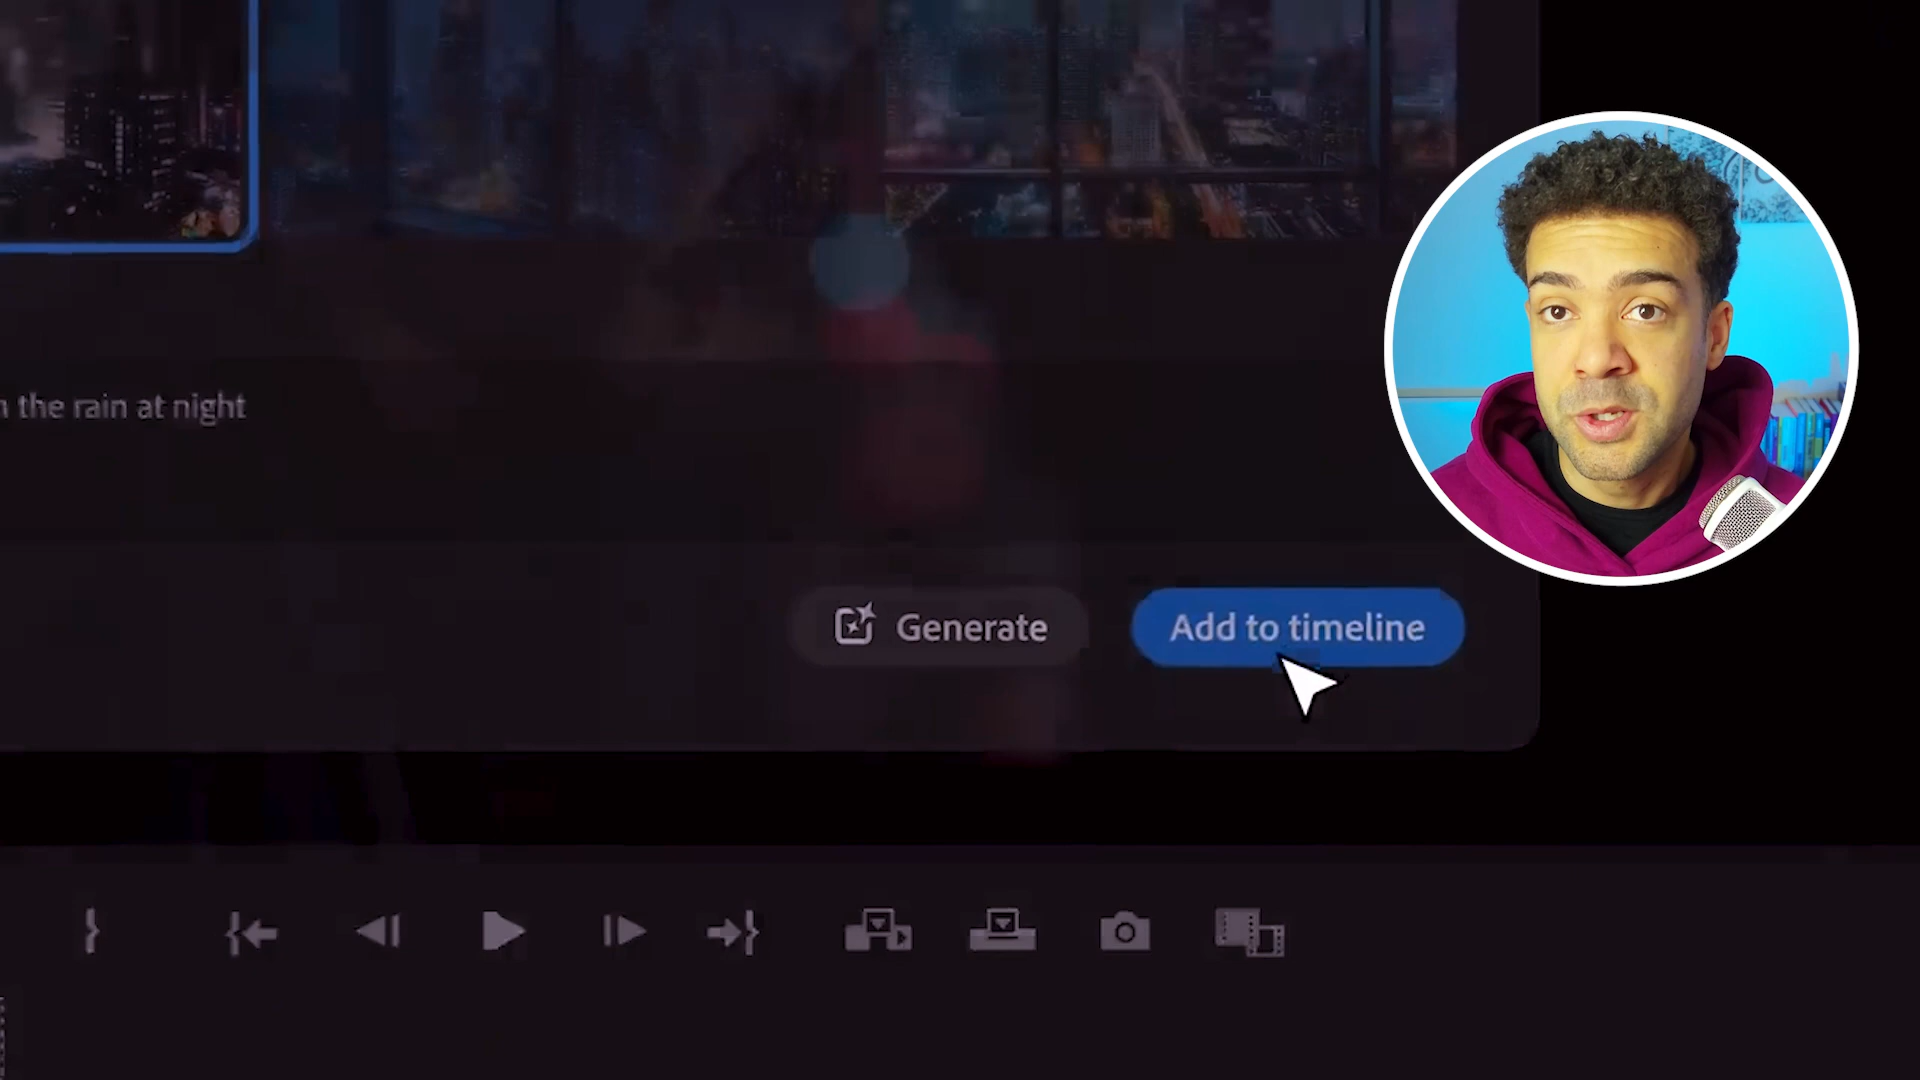 the rain at night
Generate
Add to timeline